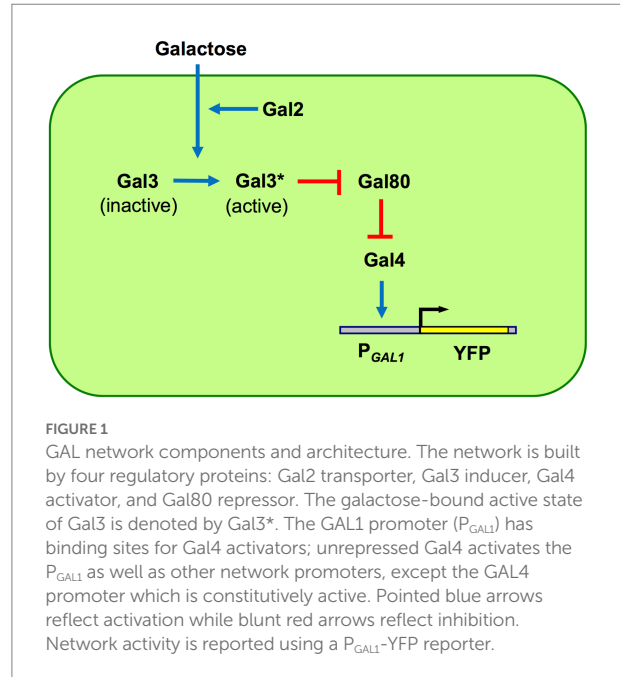 Galactose
Gal2
Gal3 Gal3* Gal80
(inactive) (active)
Gal4
PGAL1 YFP
FIGURE 1
GAL network components and architecture. The network is built
by four regulatory proteins: Gal2 transporter, Gal3 inducer, Gal4
activator, and Gal80 repressor. The galactose-bound active state
of Gal3 is denoted by Gal3*. The GAL1 promoter (PGAL1) has
binding sites for Gal4 activators; unrepressed Gal4 activates the
PGAL1 as well as other network promoters, except the GAL4
promoter which is constitutively active. Pointed blue arrows
reflect activation while blunt red arrows reflect inhibition.
Network activity is reported using a PGAL1-YFP reporter.